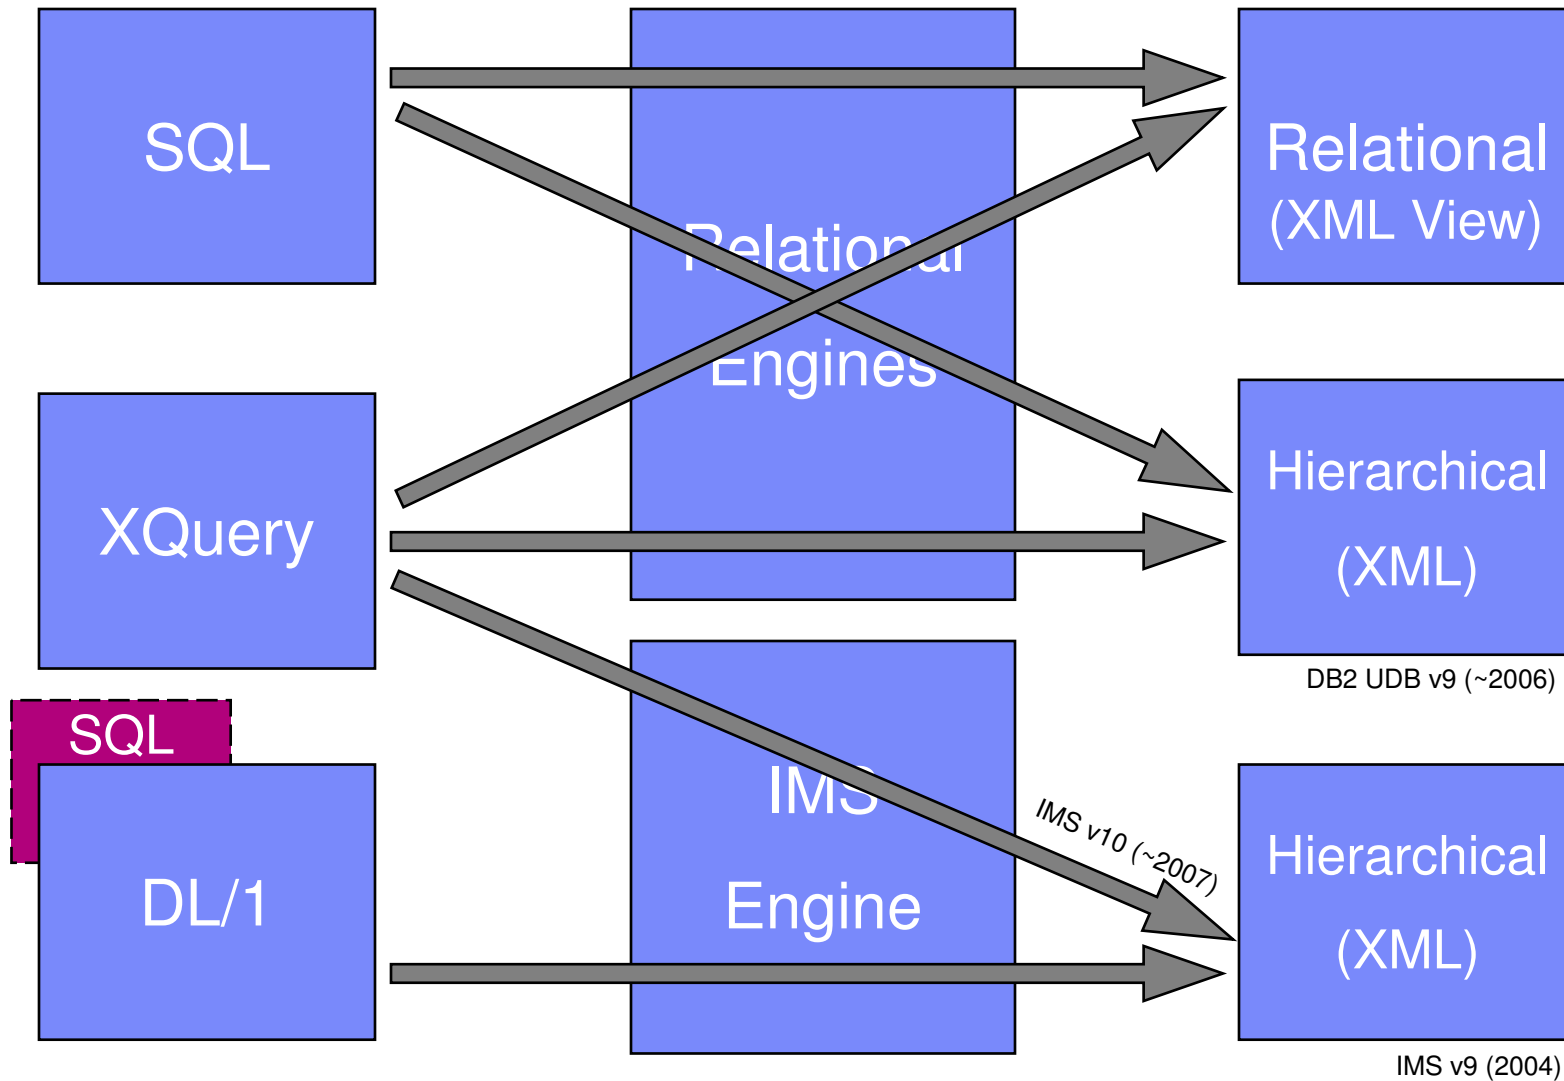 SQL
Relational
Engines
Relational
(XML View)
XQuery
Hierarchical
(XML)
DB2 UDB v9 (~2006)
SQL
DL/1
IMS
Engine
IMS v10 (~2007)
Hierarchical
(XML)
IMS v9 (2004)